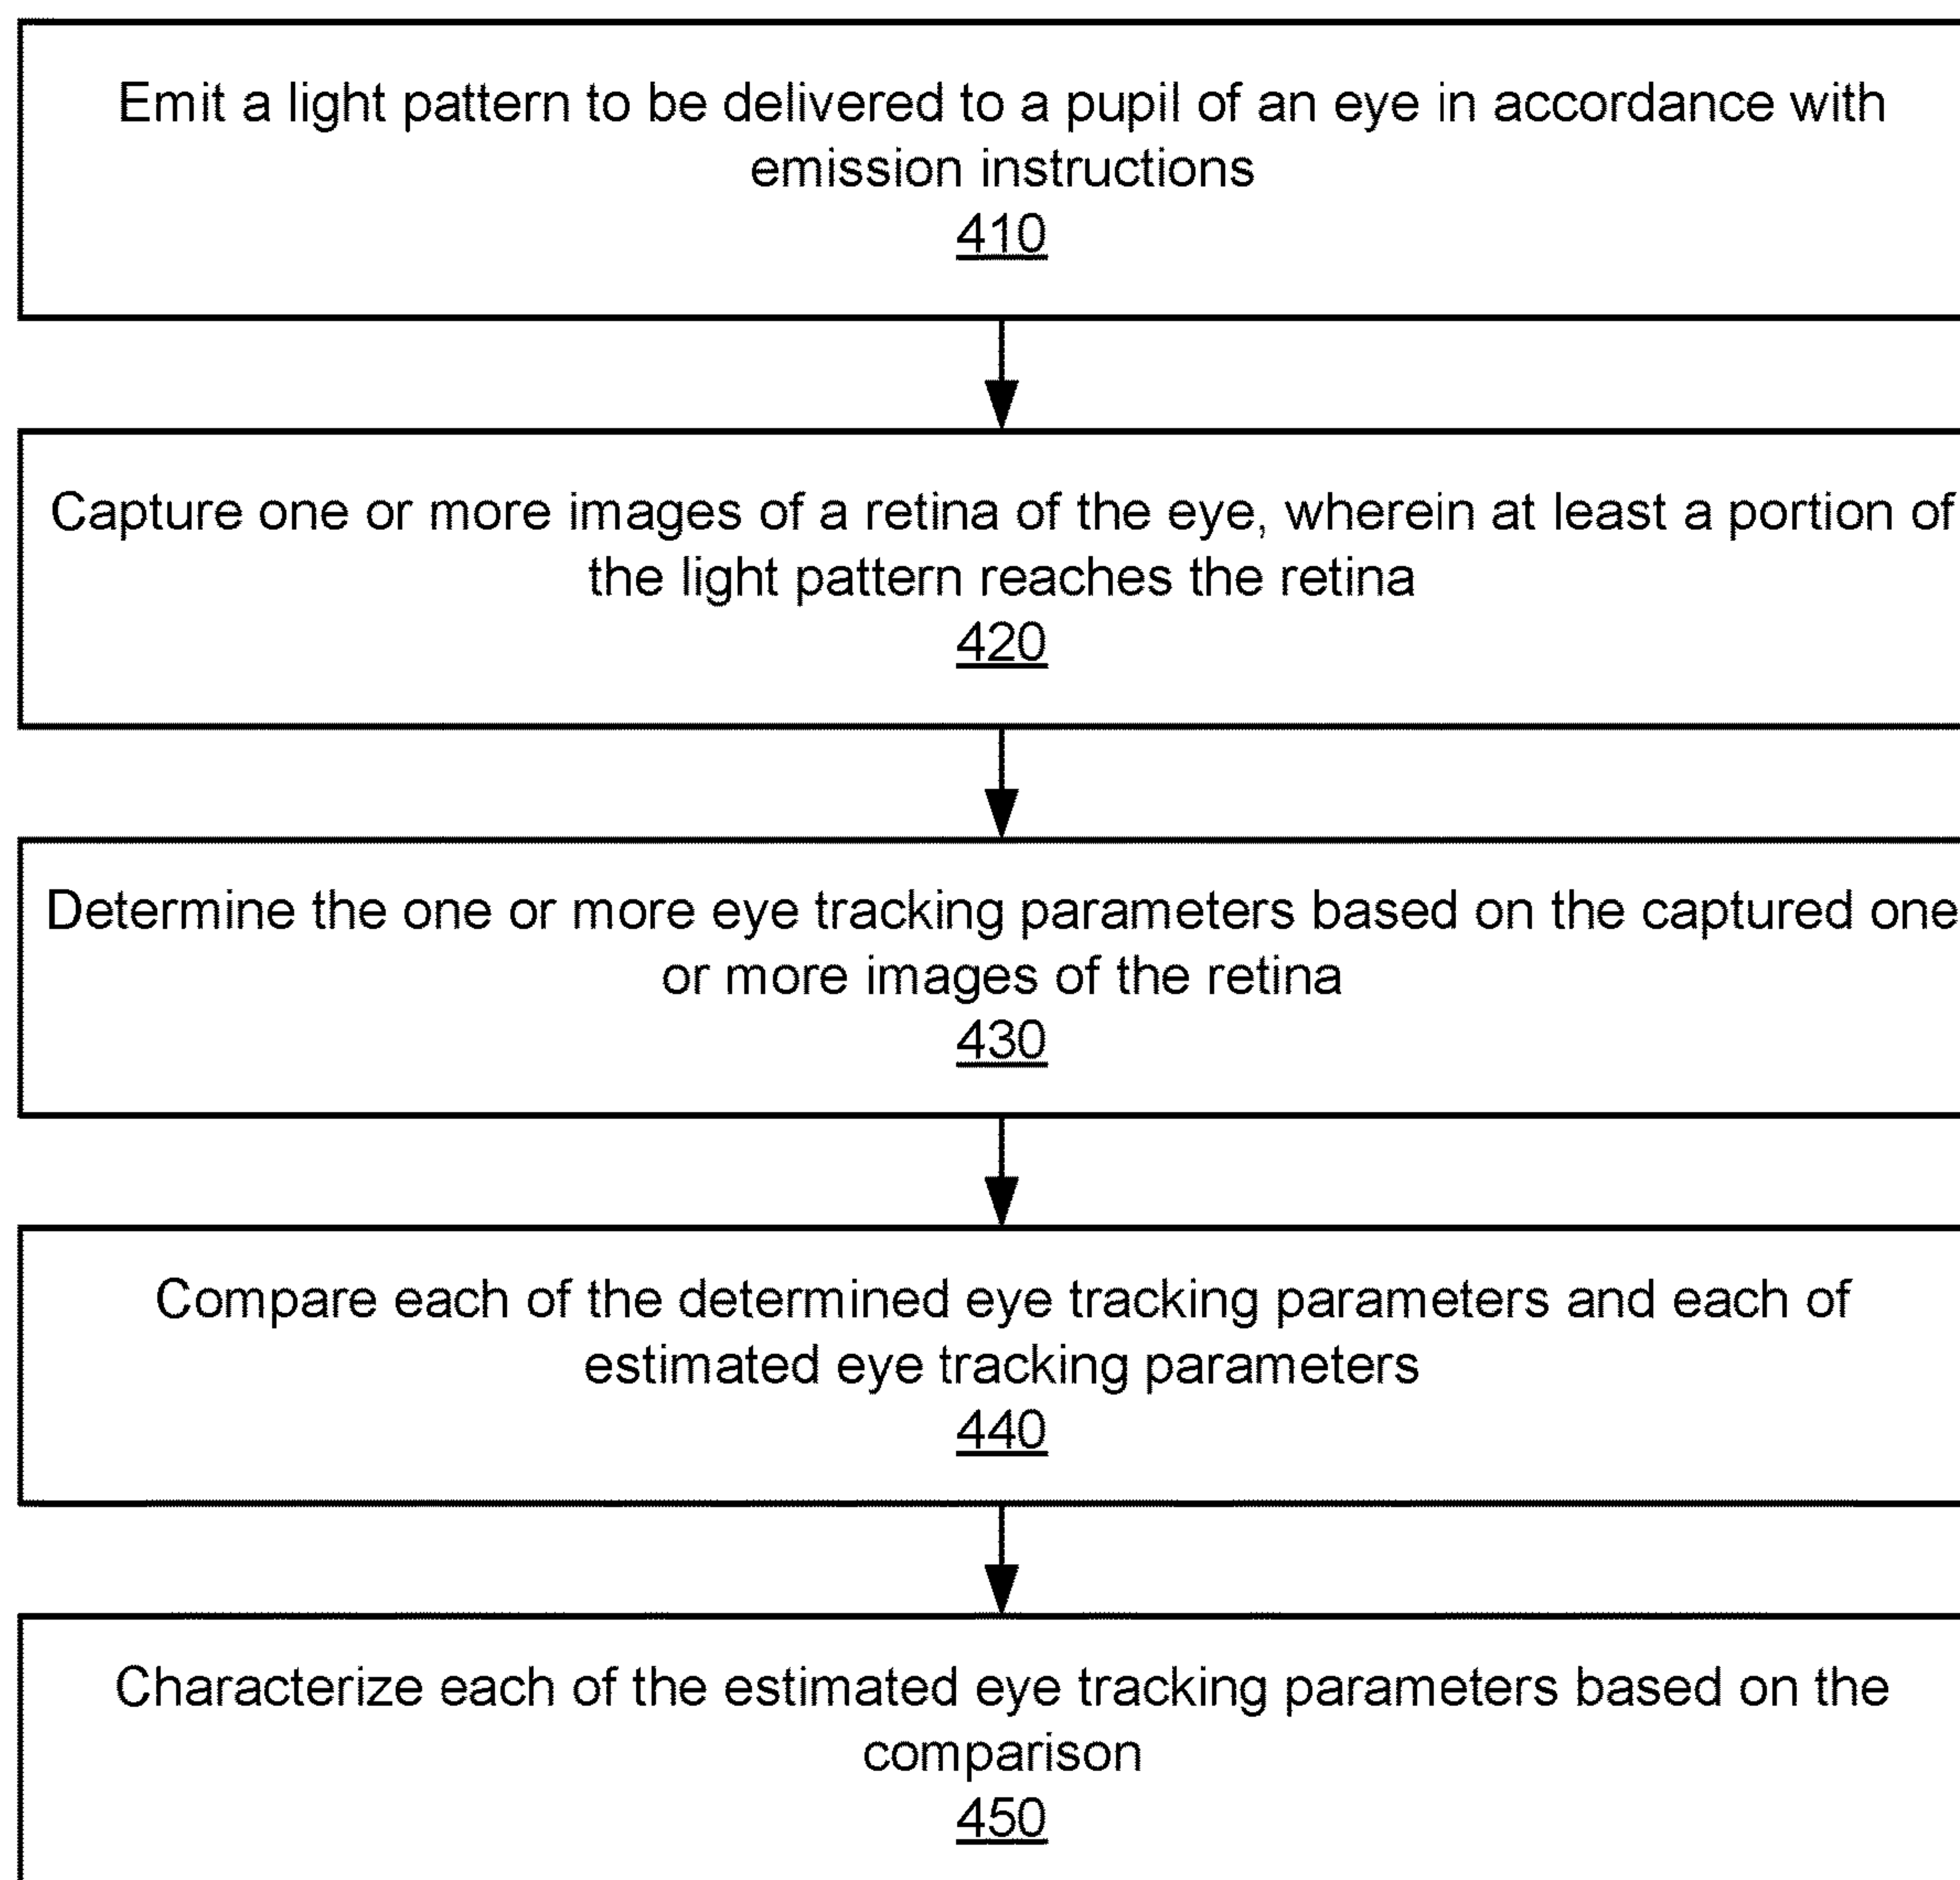 Emit a light pattern to be delivered to a pupil of an eye in accordance with
emission instructions
410
Capture one or more images of a retina of the eye, wherein at least a portion of
the light pattern reaches the retina
420
Determine the one or more eye tracking parameters based on the captured one
or more images of the retina
430
Compare each of the determined eye tracking parameters and each of
estimated eye tracking parameters
440
Characterize each of the estimated eye tracking parameters based on the
comparison
450